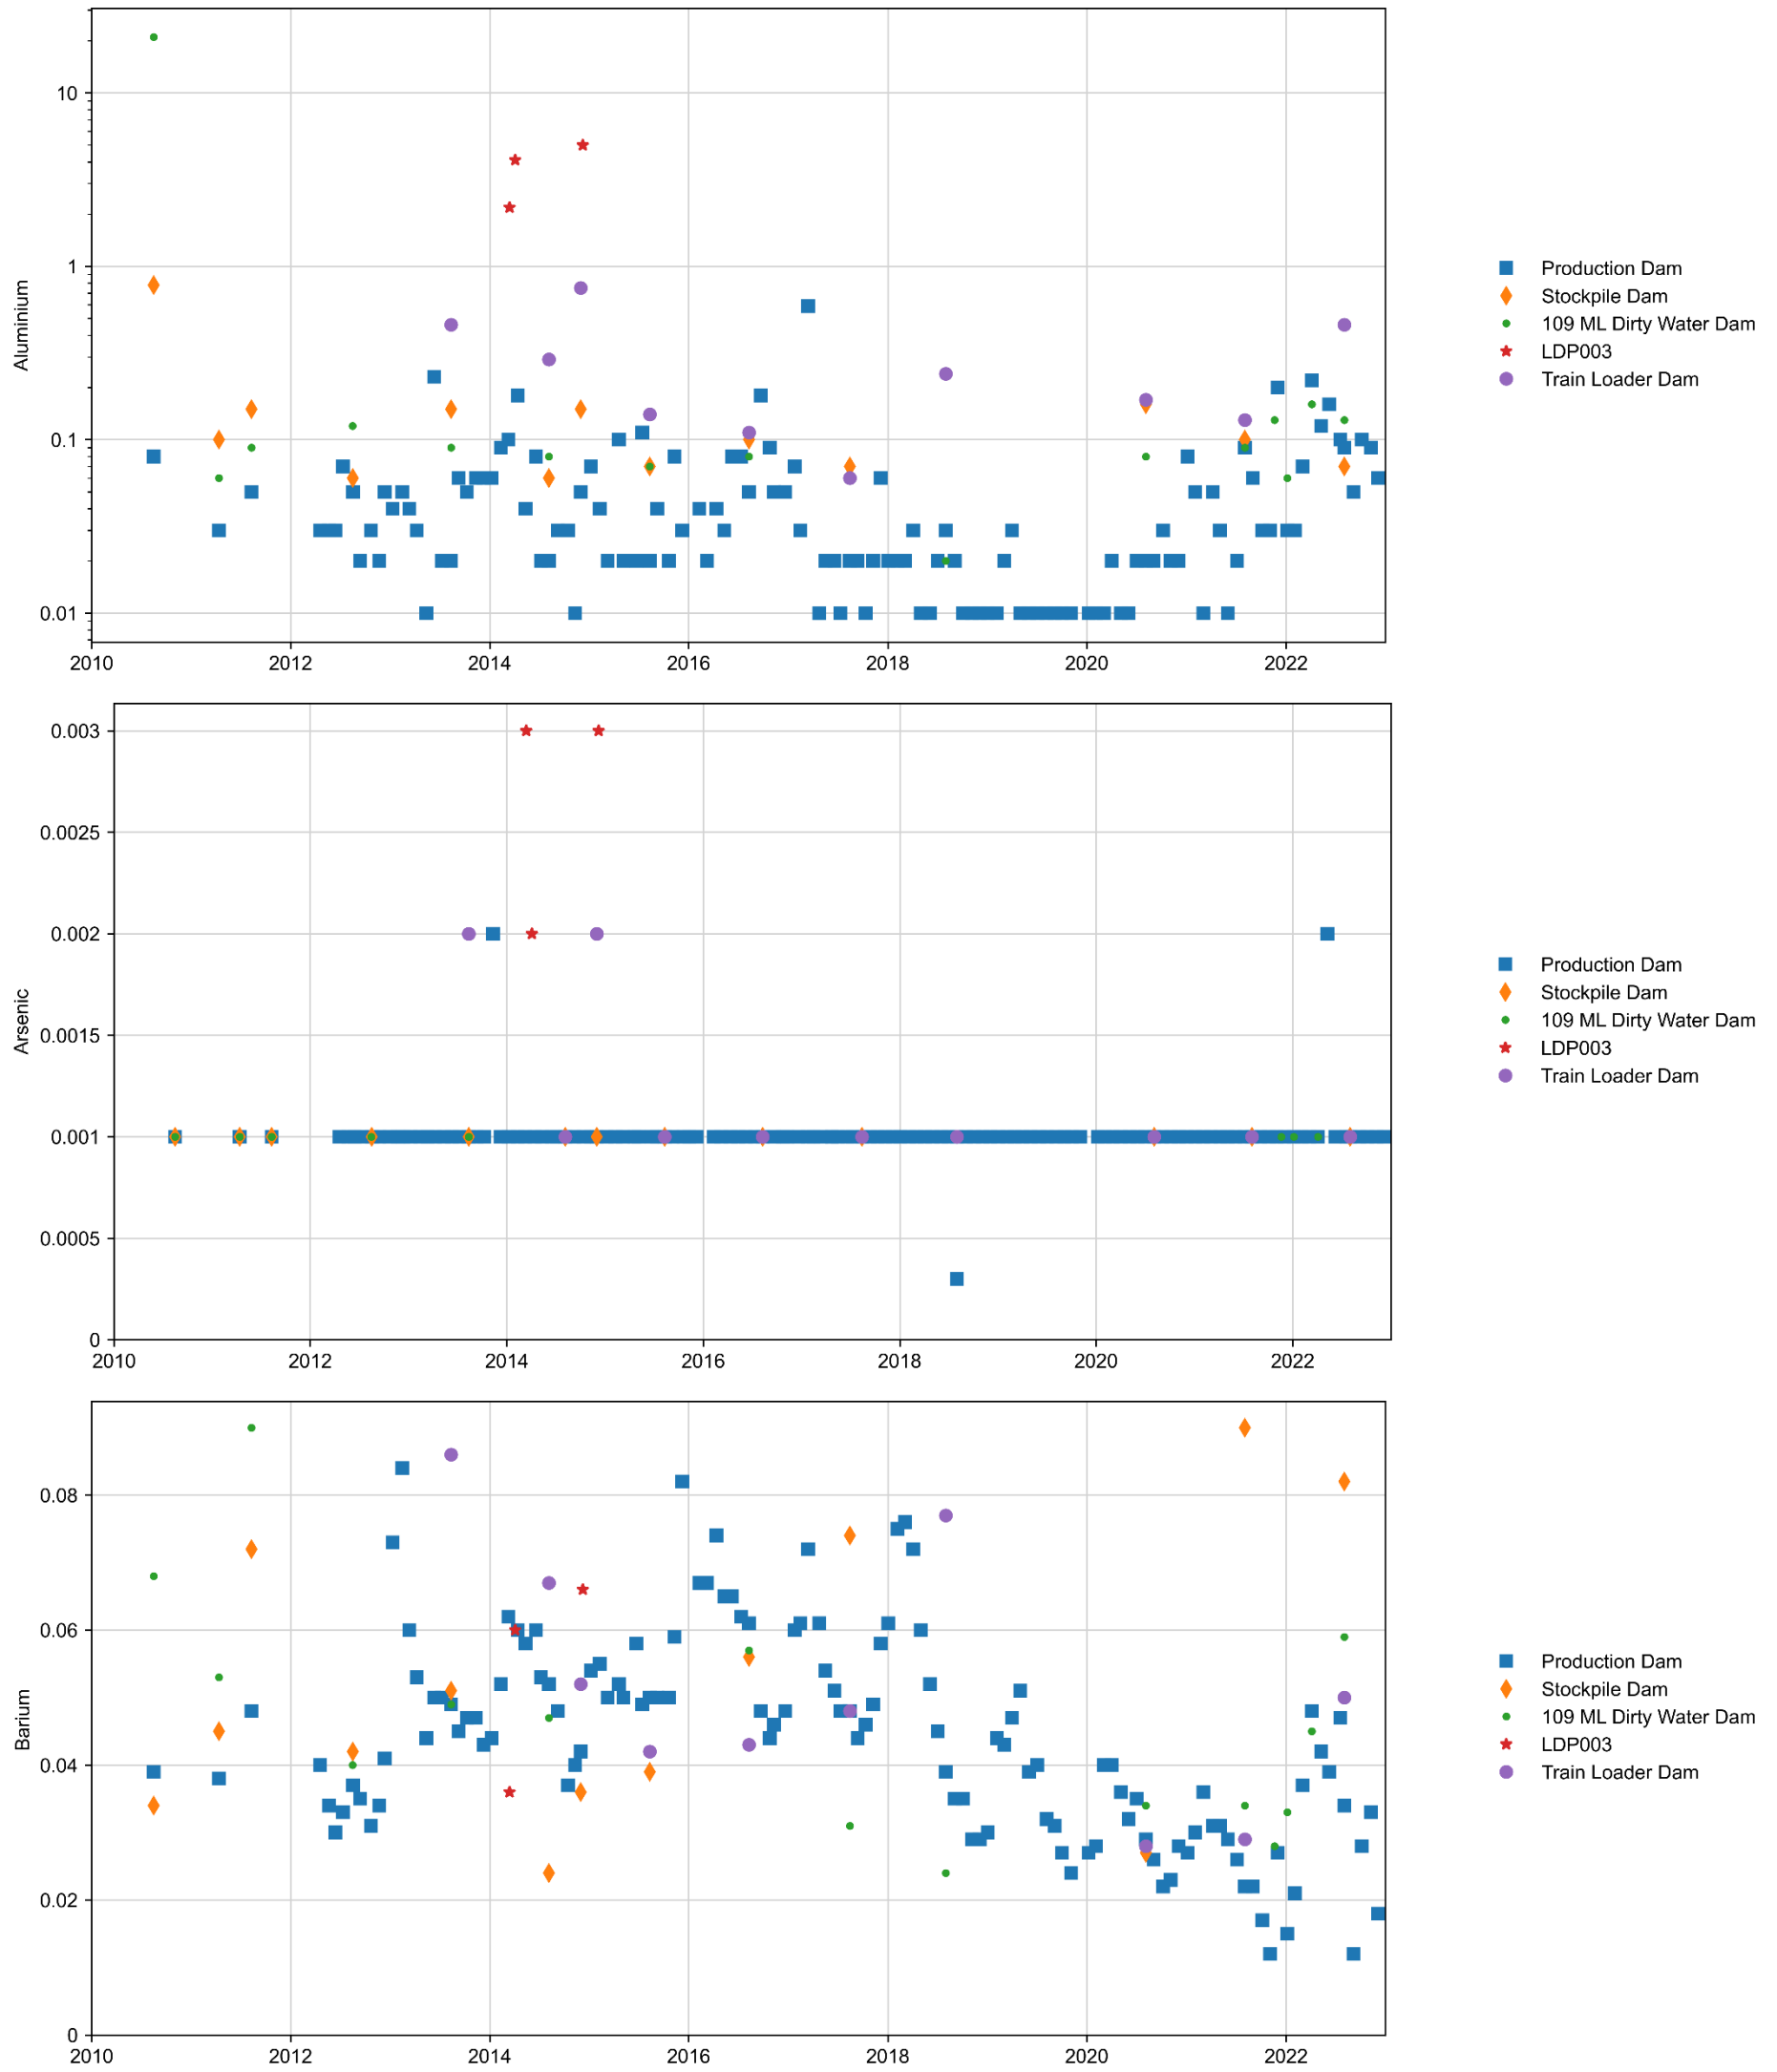 Aluminium
10
1
0.1
0.01
2010 2012 2014 2016 2018 2020 2022
Production Dam
Stockpile Dam
109 ML Dirty Water Dam
LDP003
Train Loader Dam
Arsenic
0.003
0.0025
0.002
0.0015
0.001
0.0005
0
2010 2012 2014 2016 2018 2020 2022
Production Dam
Stockpile Dam
109 ML Dirty Water Dam
LDP003
Train Loader Dam
Barium
0.08
0.06
0.04
0.02
0
2010 2012 2014 2016 2018 2020 2022
Production Dam
Stockpile Dam
109 ML Dirty Water Dam
LDP003
Train Loader Dam